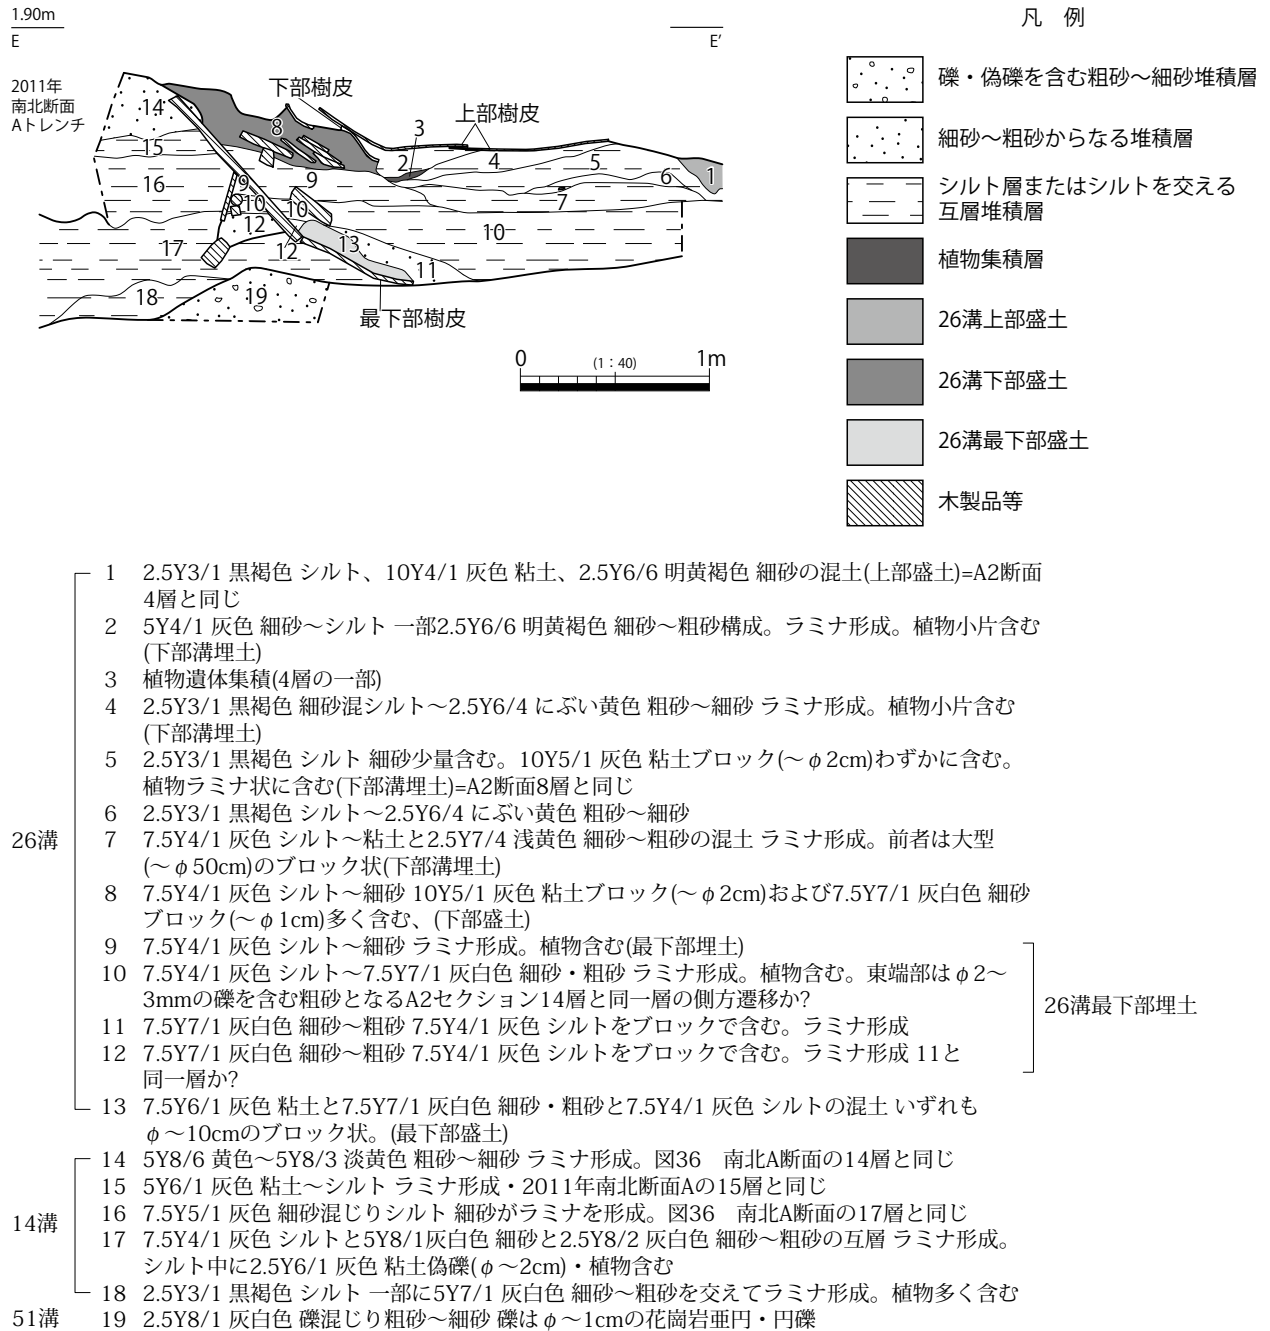 1.90m
E
E'
2011年
南北断面
Aトレンチ
下部樹皮
上部樹皮
3
14
8
15
2
4
5
1
9
6
16
9
7
10
10
10
12
13
17
12
11
18
19
最下部樹皮
0
(1：40)
1m
凡 例
礫・偽礫を含む粗砂～細砂堆積層
細砂～粗砂からなる堆積層
シルト層またはシルトを交える
互層堆積層
植物集積層
26溝上部盛土
26溝下部盛土
26溝最下部盛土
木製品等
1 2.5Y3/1 黒褐色 シルト、10Y4/1 灰色 粘土、2.5Y6/6 明黄褐色 細砂の混土(上部盛土)=A2断面
4層と同じ
2 5Y4/1 灰色 細砂～シルト 一部2.5Y6/6 明黄褐色 細砂～粗砂構成。ラミナ形成。植物小片含む
(下部溝埋土)
3 植物遺体集積(4層の一部)
4 2.5Y3/1 黒褐色 細砂混シルト～2.5Y6/4 にぶい黄色 粗砂～細砂 ラミナ形成。植物小片含む
(下部溝埋土)
5 2.5Y3/1 黒褐色 シルト 細砂少量含む。10Y5/1 灰色 粘土ブロック(～φ2cm)わずかに含む。
植物ラミナ状に含む(下部溝埋土)=A2断面8層と同じ
6 2.5Y3/1 黒褐色 シルト～2.5Y6/4 にぶい黄色 粗砂～細砂
26溝
7 7.5Y4/1 灰色 シルト～粘土と2.5Y7/4 浅黄色 細砂～粗砂の混土 ラミナ形成。前者は大型
(～φ50cm)のブロック状(下部溝埋土)
8 7.5Y4/1 灰色 シルト～細砂 10Y5/1 灰色 粘土ブロック(～φ2cm)および7.5Y7/1 灰白色 細砂
ブロック(～φ1cm)多く含む、(下部盛土)
9 7.5Y4/1 灰色 シルト～細砂 ラミナ形成。植物含む(最下部埋土)
10 7.5Y4/1 灰色 シルト～7.5Y7/1 灰白色 細砂・粗砂 ラミナ形成。植物含む。東端部はφ2～
3mmの礫を含む粗砂となるA2セクション14層と同一層の側方遷移か?
26溝最下部埋土
11 7.5Y7/1 灰白色 細砂～粗砂 7.5Y4/1 灰色 シルトをブロックで含む。ラミナ形成
12 7.5Y7/1 灰白色 細砂～粗砂 7.5Y4/1 灰色 シルトをブロックで含む。ラミナ形成 11と
同一層か?
13 7.5Y6/1 灰色 粘土と7.5Y7/1 灰白色 細砂・粗砂と7.5Y4/1 灰色 シルトの混土 いずれも
φ～10cmのブロック状。(最下部盛土)
14 5Y8/6 黄色～5Y8/3 淡黄色 粗砂～細砂 ラミナ形成。図36 南北A断面の14層と同じ
15 5Y6/1 灰色 粘土～シルト ラミナ形成・2011年南北断面Aの15層と同じ
14溝
16 7.5Y5/1 灰色 細砂混じりシルト 細砂がラミナを形成。図36 南北A断面の17層と同じ
17 7.5Y4/1 灰色 シルトと5Y8/1灰白色 細砂と2.5Y8/2 灰白色 細砂～粗砂の互層 ラミナ形成。
シルト中に2.5Y6/1 灰色 粘土偽礫(φ～2cm)・植物含む
18 2.5Y3/1 黒褐色 シルト 一部に5Y7/1 灰白色 細砂～粗砂を交えてラミナ形成。植物多く含む
51溝 19 2.5Y8/1 灰白色 礫混じり粗砂～細砂 礫はφ～1cmの花崗岩亜円・円礫